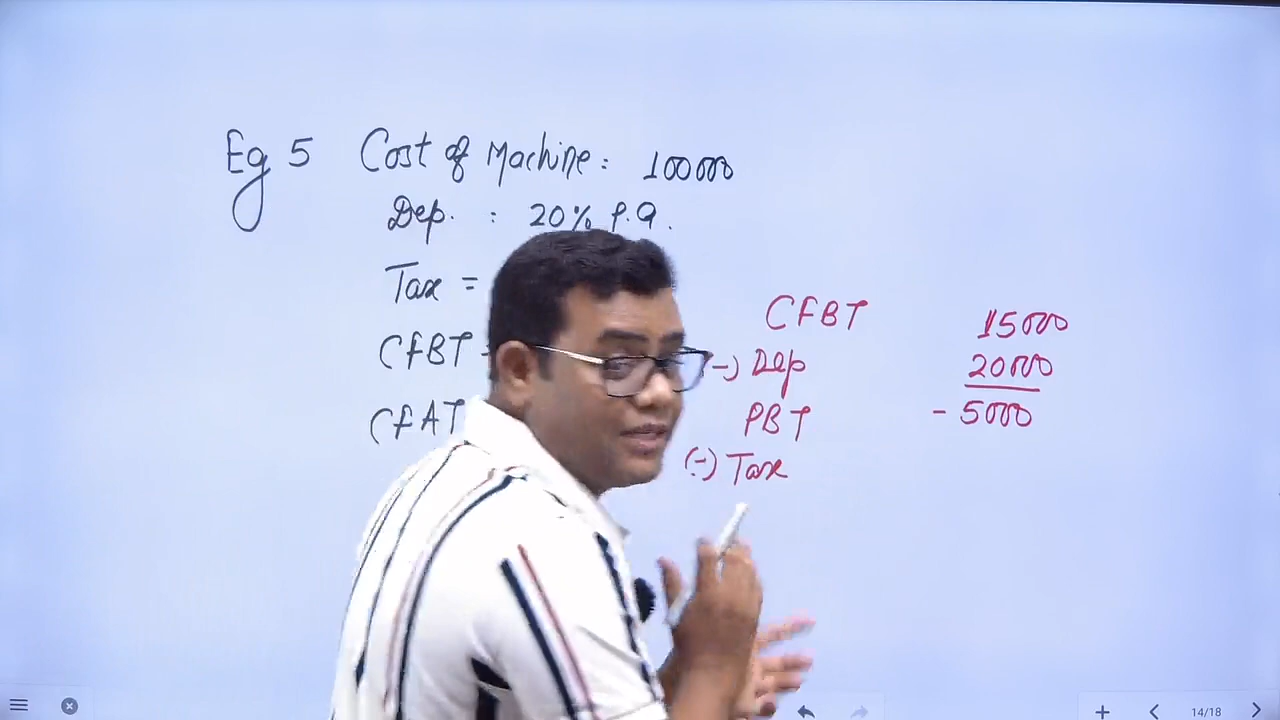 Eg 5 Cost of Machine: 100000
Dep. : 20% P.a.
Tax =
CFBT -
CFAT
CFBT 15000
(-) Dep 20000
PBT - 5000
(-) Tax
14/18